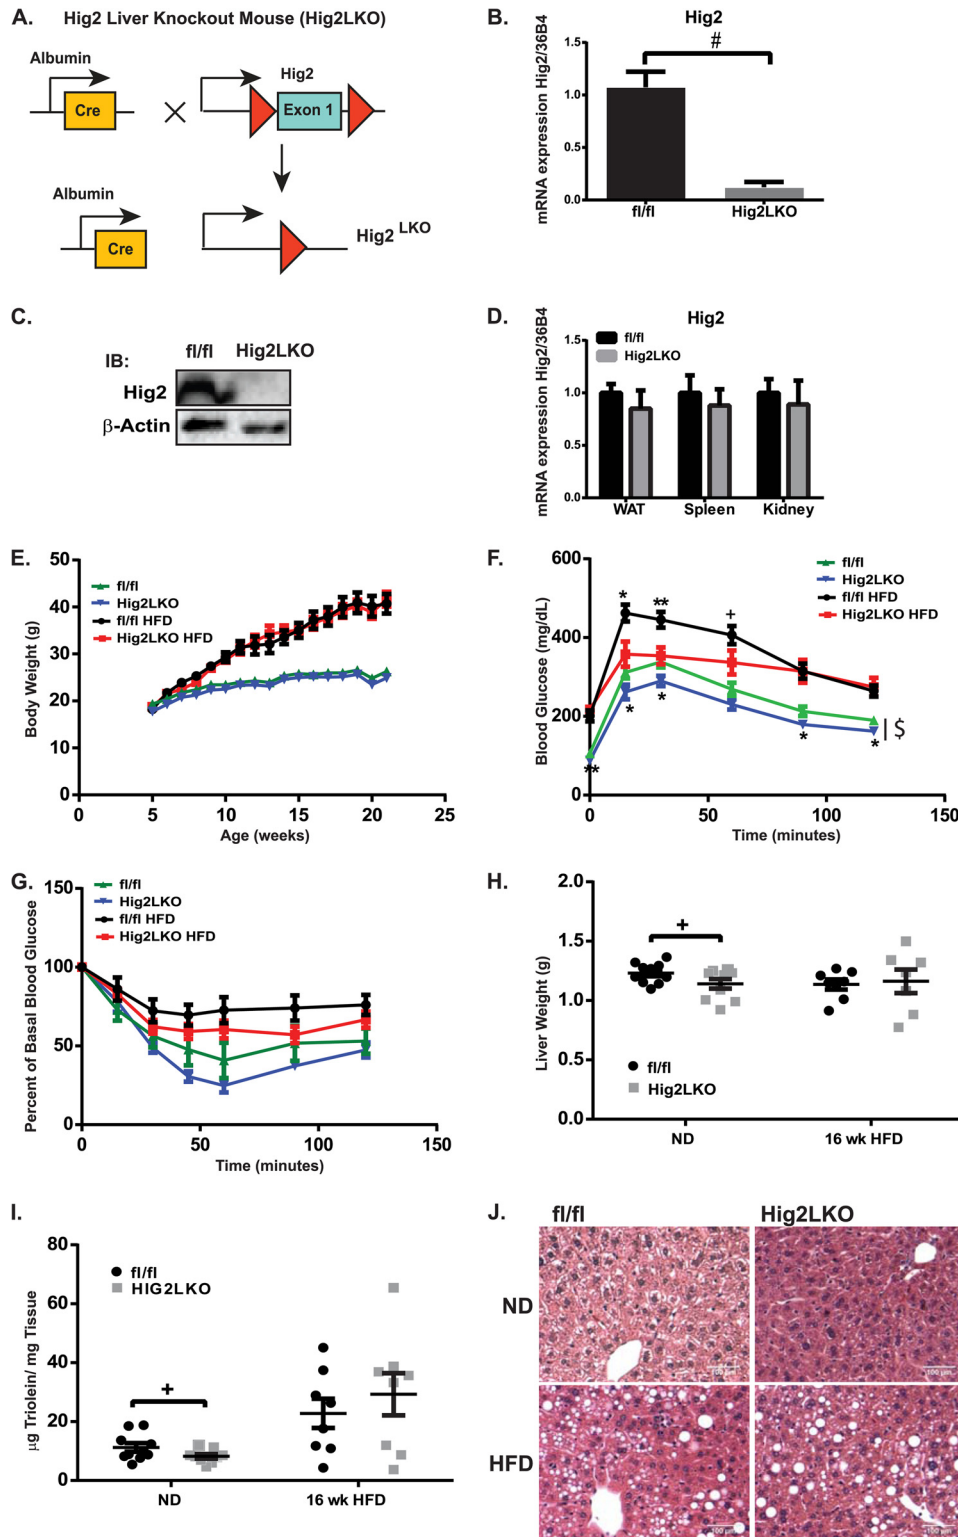 A. Hig2 Liver Knockout Mouse (Hig2LKO)
Albumin
Hig2
Cre
Exon 1
Albumin
Cre
Hig2 LKO
B.
Hig2
mRNA expression Hig2/36B4
1.5
1.0
0.5
0.0
#
fl/fl Hig2LKO
C.
IB: fl/fl Hig2LKO
Hig2
β-Actin
D.
Hig2
mRNA expression Hig2/36B4
1.5
1.0
0.5
0.0
fl/fl
Hig2LKO
WAT Spleen Kidney
E.
Body Weight (g)
50
40
30
20
10
0
fl/fl
Hig2LKO
fl/fl HFD
Hig2LKO HFD
0 5 10 15 20 25
Age (weeks)
F.
Blood Glucose (mg/dL)
600
400
200
0
fl/fl
Hig2LKO
fl/fl HFD
Hig2LKO HFD
* ** +
** * * * *
$
0 50 100 150
Time (minutes)
G.
Percent of Basal Blood Glucose
150
100
50
0
fl/fl
Hig2LKO
fl/fl HFD
Hig2LKO HFD
0 50 100 150
Time (minutes)
H.
Liver Weight (g)
2.0
1.5
1.0
0.5
0.0
+
fl/fl
Hig2LKO
ND 16 wk HFD
I.
µg Triolein/ mg Tissue
80
60
40
20
0
fl/fl
HIG2LKO
+
ND 16 wk HFD
J.
fl/fl Hig2LKO
ND
100 µm
100 µm
HFD
100 µm
100 µm